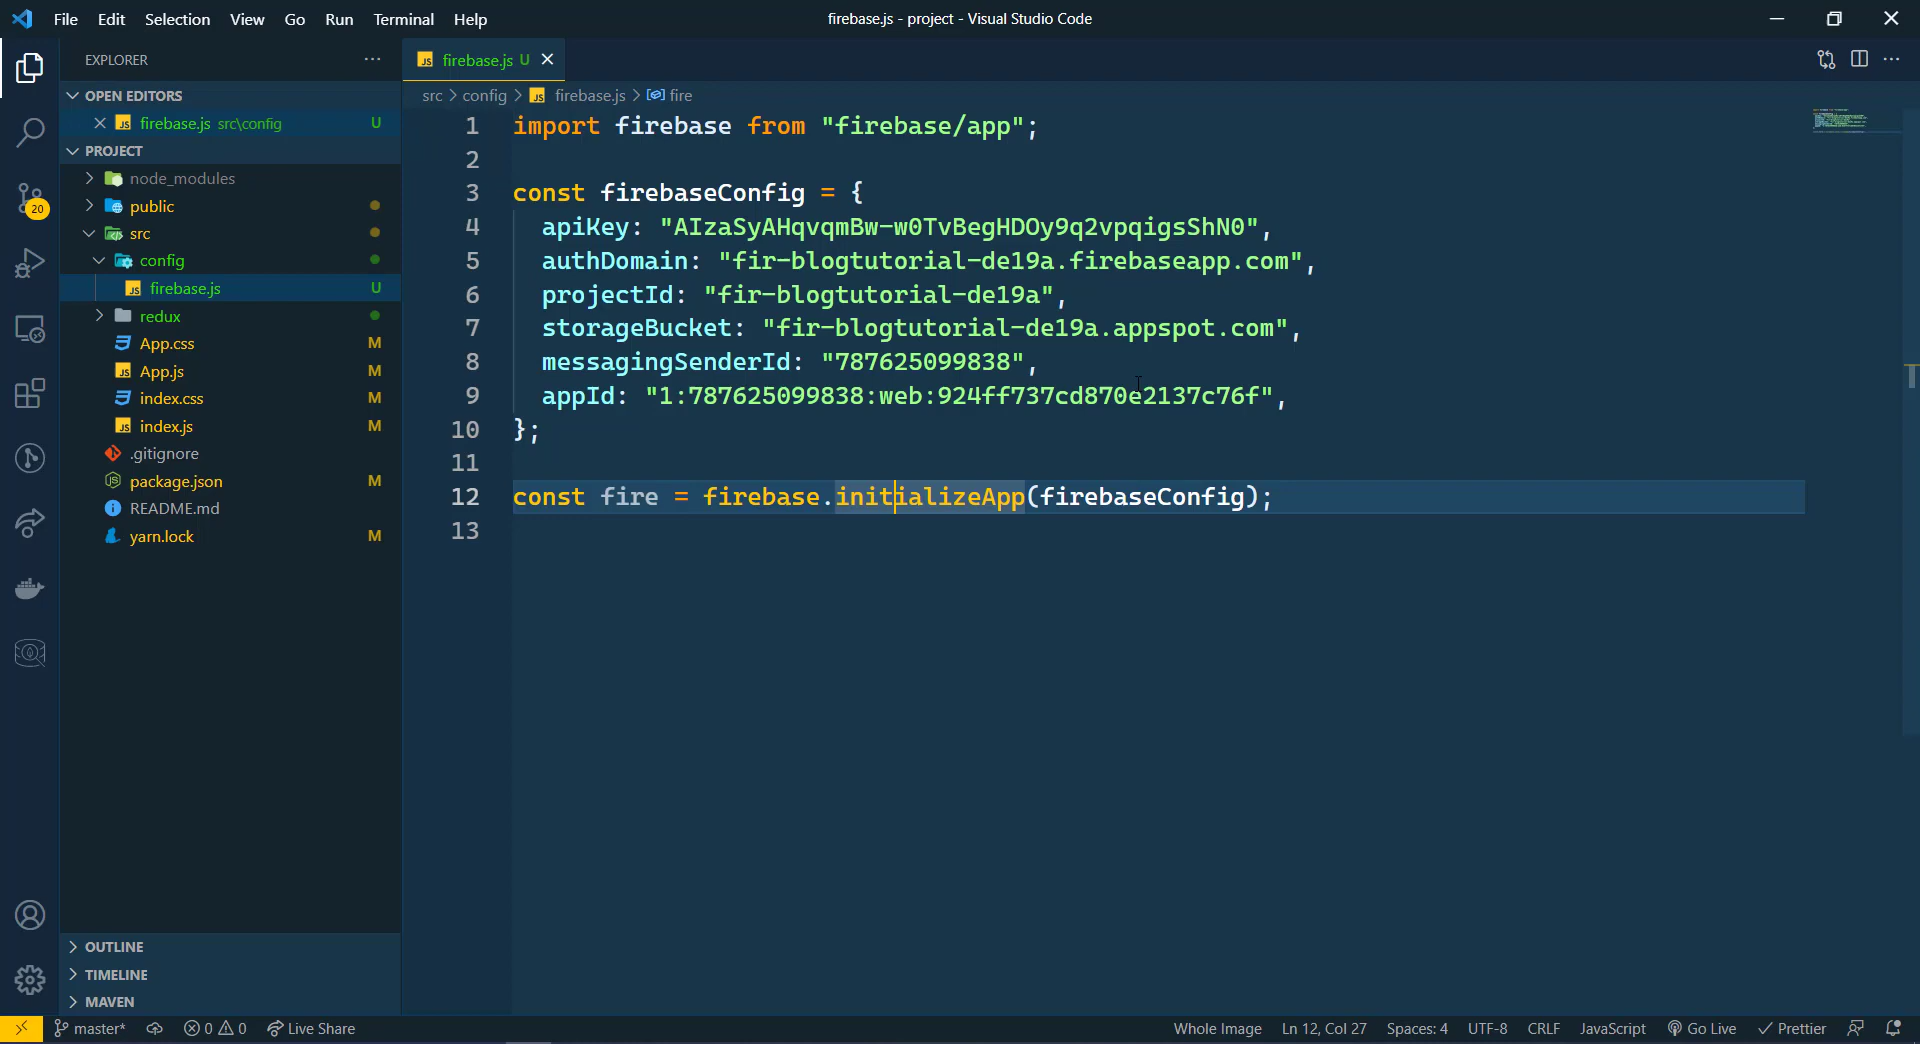 File Edit Selection View Go Run Terminal Help
firebase.js - project - Visual Studio Code
EXPLORER
firebase.js U
OPEN EDITORS
src > config > JS firebase.js > fire
JS firebase.js src\config U
PROJECT
node_modules
public
src
config
JS firebase.js U
redux
App.css M
JS App.js M
index.css M
JS index.js M
.gitignore
package.json M
README.md
yarn.lock M
20
1 import firebase from "firebase/app";
2
3 const firebaseConfig = {
4 apiKey: "AIzaSyAHqvqmBw-w0TvBegHDOy9q2vpqigsShN0",
5 authDomain: "fir-blogtutorial-de19a.firebaseapp.com",
6 projectId: "fir-blogtutorial-de19a",
7 storageBucket: "fir-blogtutorial-de19a.appspot.com",
8 messagingSenderId: "787625099838",
9 appId: "1:787625099838:web:924ff737cd870e2137c76f",
10 };
11
12 const fire = firebase.initializeApp(firebaseConfig);
13
OUTLINE
TIMELINE
MAVEN
master* 0 0 Live Share
Whole Image Ln 12, Col 27 Spaces: 4 UTF-8 CRLF JavaScript Go Live Prettier